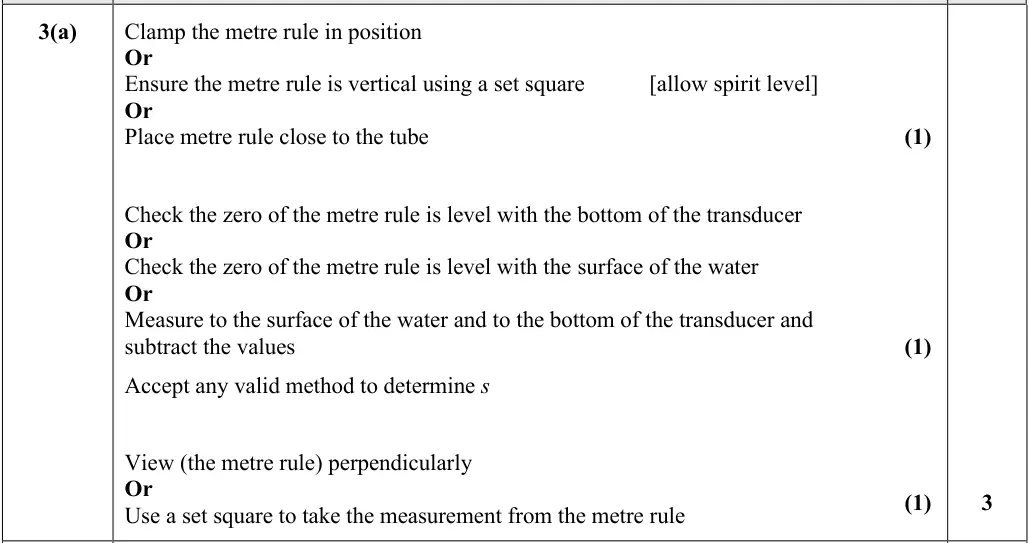 3(a) Clamp the metre rule in position
Or
Ensure the metre rule is vertical using a set square [allow spirit level]
Or
Place metre rule close to the tube (1)
Check the zero of the metre rule is level with the bottom of the transducer
Or
Check the zero of the metre rule is level with the surface of the water
Or
Measure to the surface of the water and to the bottom of the transducer and
subtract the values (1)
Accept any valid method to determine s
View (the metre rule) perpendicularly
Or
Use a set square to take the measurement from the metre rule (1) 3